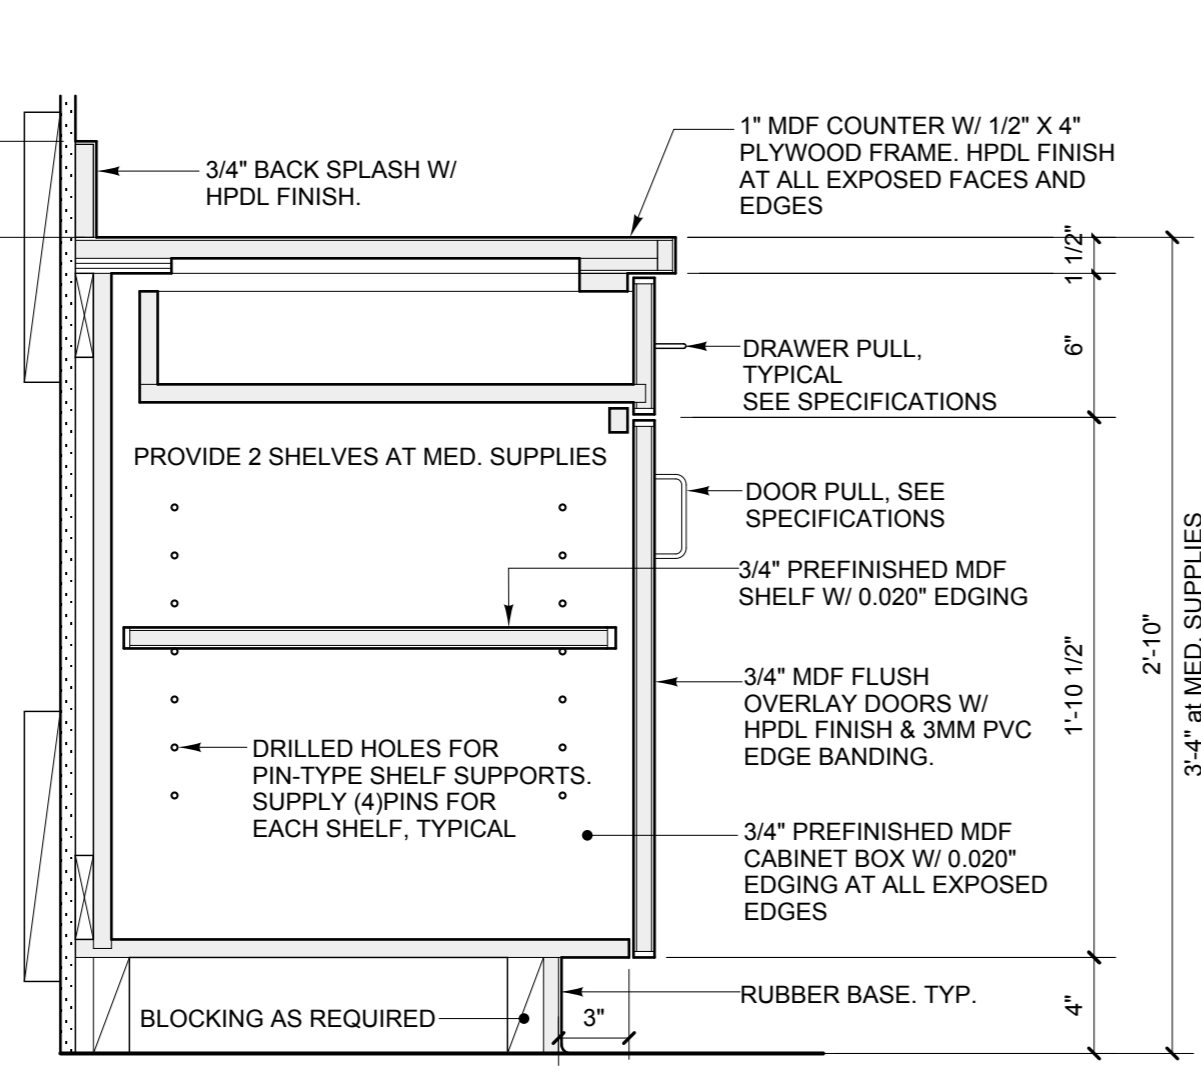 1" MDF COUNTER W/ 1/2" X 4"
PLYWOOD FRAME. HPDL FINISH
AT ALL EXPOSED FACES AND
EDGES
3/4" BACK SPLASH W/
HPDL FINISH.
1 1/2"
6"
DRAWER PULL,
TYPICAL
SEE SPECIFICATIONS
PROVIDE 2 SHELVES AT MED. SUPPLIES
DOOR PULL, SEE
SPECIFICATIONS
3/4" PREFINISHED MDF
SHELF W/ 0.020" EDGING
3/4" MDF FLUSH
OVERLAY DOORS W/
HPDL FINISH & 3MM PVC
EDGE BANDING.
1'-10 1/2"
2'-10"
3'-4" at MED. SUPPLIES
DRILLED HOLES FOR
PIN-TYPE SHELF SUPPORTS.
SUPPLY (4)PINS FOR
EACH SHELF, TYPICAL
3/4" PREFINISHED MDF
CABINET BOX W/ 0.020"
EDGING AT ALL EXPOSED
EDGES
RUBBER BASE. TYP.
BLOCKING AS REQUIRED
3"
4"